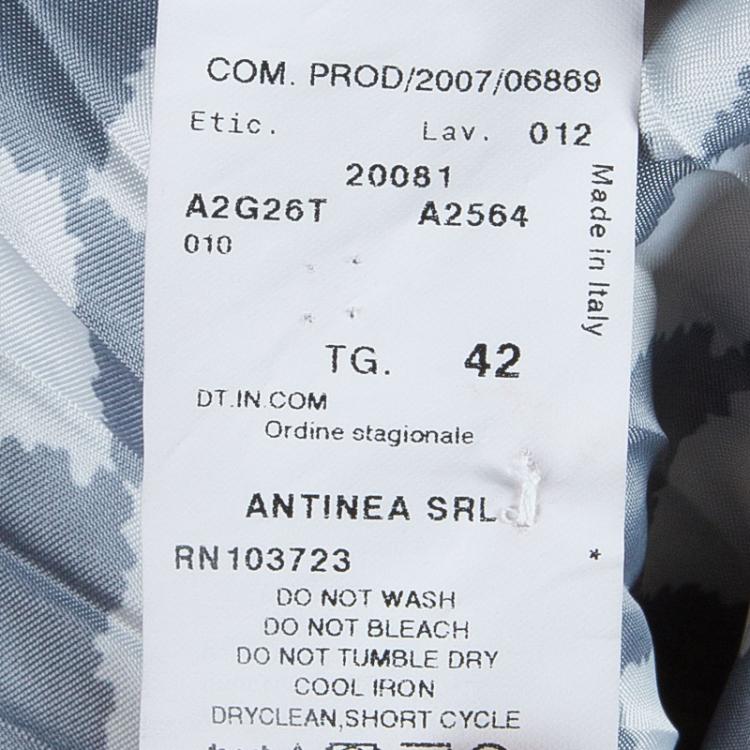 COM. PROD/2007/06869
Etic. Lav. 012
20081
A2G26T A2564
010
Made in Italy
TG. 42
DT.IN.COM
Ordine stagionale
ANTINEA SRL
RN103723 *
DO NOT WASH
DO NOT BLEACH
DO NOT TUMBLE DRY
COOL IRON
DRYCLEAN,SHORT CYCLE